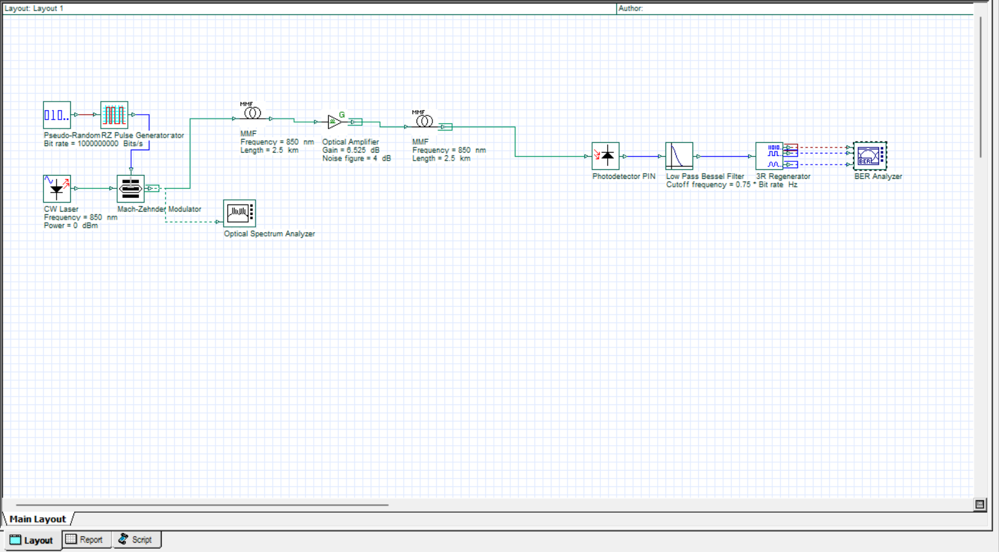 Layout: Layout 1
Author:
Pseudo-Random RZ Pulse Generatorator
Bit rate = 1000000000 Bits/s
CW Laser
Frequency = 850 nm
Power = 0 dBm
Mach-Zehnder Modulator
Optical Spectrum Analyzer
MMF
MMF
Frequency = 850 nm
Length = 2.5 km
G
Optical Amplifier
Gain = 6.525 dB
Noise figure = 4 dB
MMF
MMF
Frequency = 850 nm
Length = 2.5 km
Photodetector PIN
Low Pass Bessel Filter
Cutoff frequency = 0.75 * Bit rate Hz
3R Regenerator
BER
BER Analyzer
010..
Main Layout
Layout
Report
Script